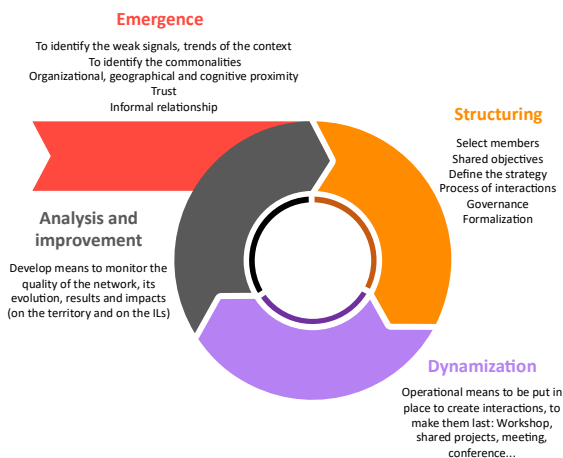 Emergence
To identify the weak signals, trends of the context
To identify the commonalities
Organizational, geographical and cognitive proximity
Trust
Informal relationship
Structuring
Select members
Shared objectives
Define the strategy
Process of interactions
Governance
Formalization
Analysis and
improvement
Develop means to monitor the
quality of the network, its
evolution, results and impacts
(on the territory and on the ILs)
Dynamization
Operational means to be put in
place to create interactions, to
make them last: Workshop,
shared projects, meeting,
conference...